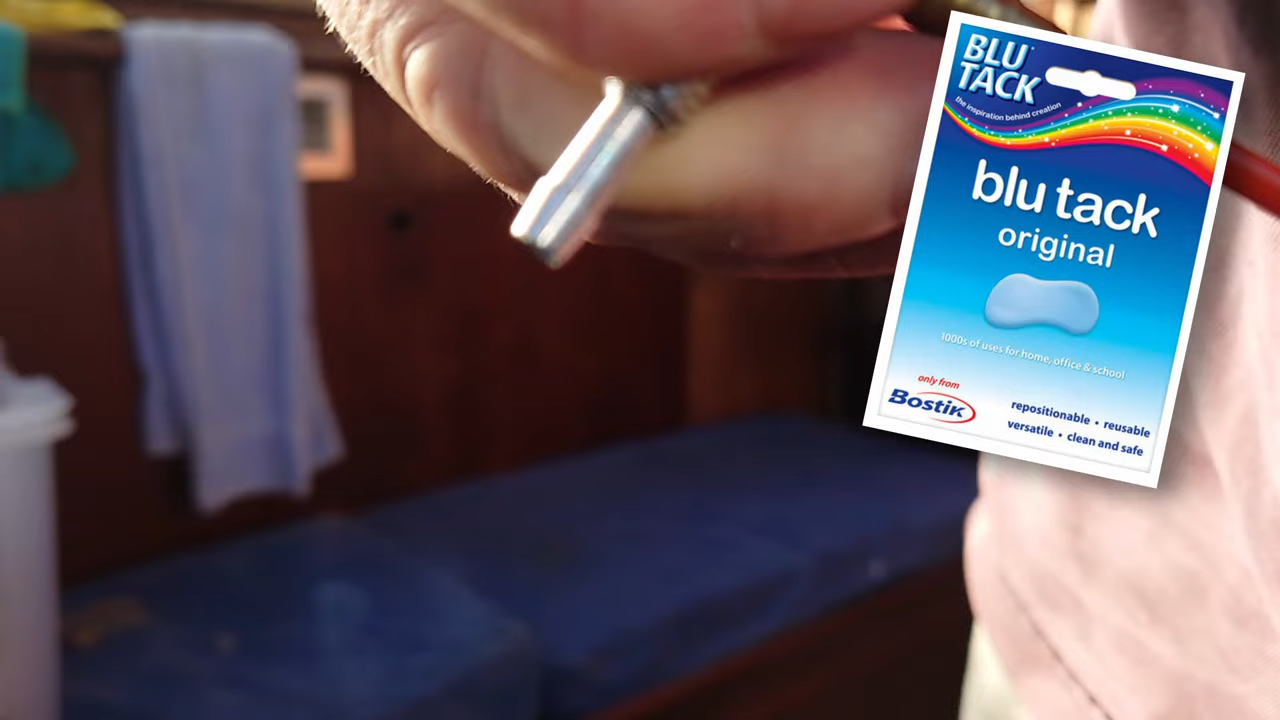 BLU
TACK
the inspiration behind creation
blu tack
original
1000s of uses for home, office & school
only from
Bostik
repositionable • reusable
versatile • clean and safe